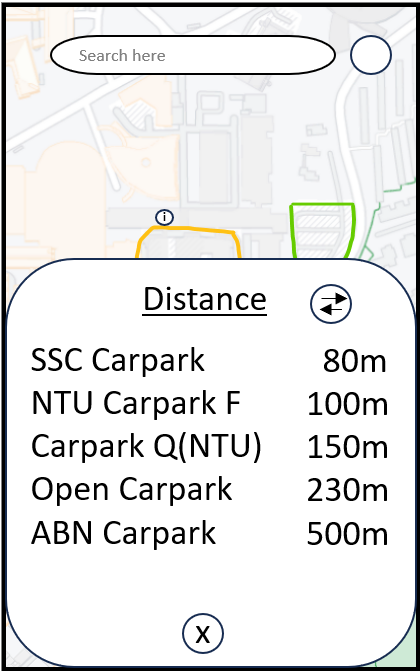 Search here
i
Distance
SSC Carpark 80m
NTU Carpark F 100m
Carpark Q(NTU) 150m
Open Carpark 230m
ABN Carpark 500m
X